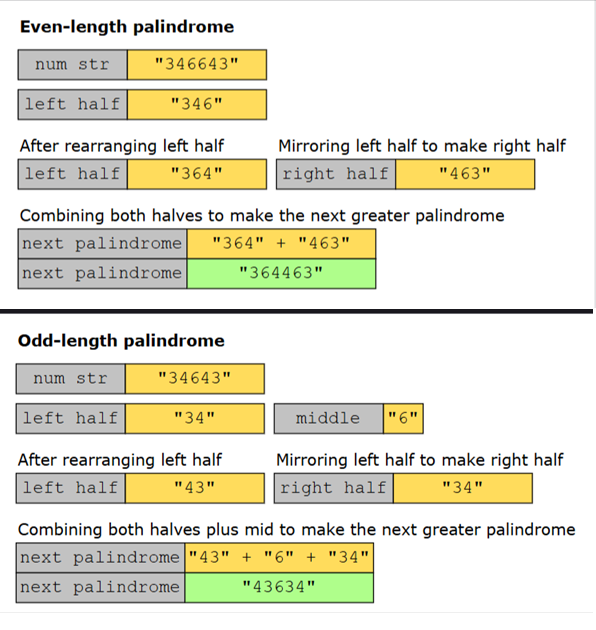 Even-length palindrome
num str "346643"
left half "346"
After rearranging left half Mirroring left half to make right half
left half "364" right half "463"
Combining both halves to make the next greater palindrome
next palindrome "364" + "463"
next palindrome "364463"
Odd-length palindrome
num str "34643"
left half "34" middle "6"
After rearranging left half Mirroring left half to make right half
left half "43" right half "34"
Combining both halves plus mid to make the next greater palindrome
next palindrome "43" + "6" + "34"
next palindrome "43634"